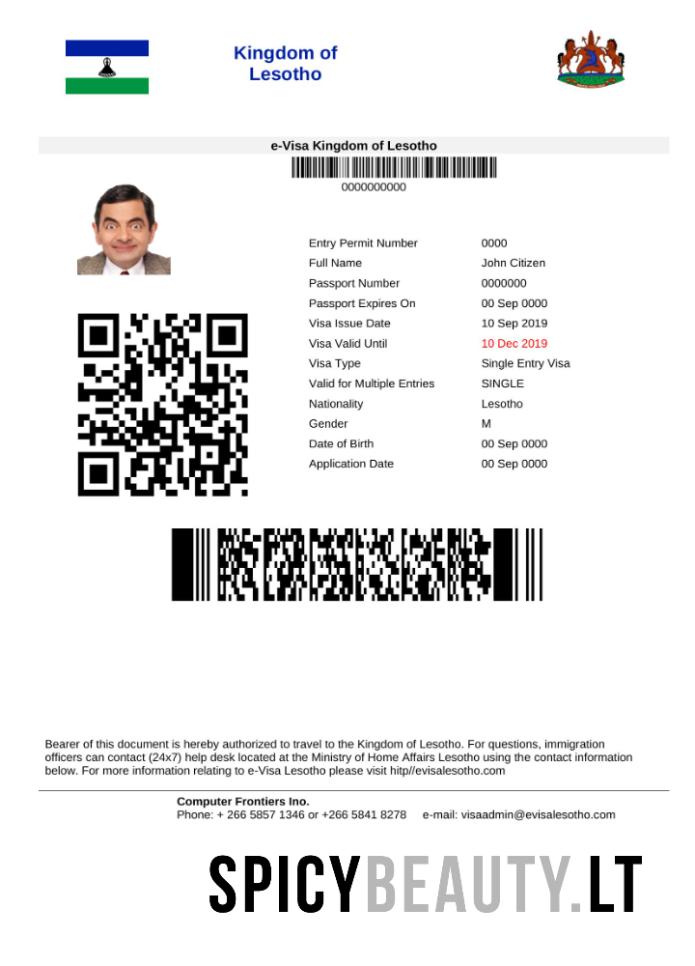 Kingdom of
Lesotho
e-Visa Kingdom of Lesotho
0000000000
Entry Permit Number 0000
Full Name John Citizen
Passport Number 0000000
Passport Expires On 00 Sep 0000
Visa Issue Date 10 Sep 2019
Visa Valid Until 10 Dec 2019
Visa Type Single Entry Visa
Valid for Multiple Entries SINGLE
Nationality Lesotho
Gender M
Date of Birth 00 Sep 0000
Application Date 00 Sep 0000
Bearer of this document is hereby authorized to travel to the Kingdom of Lesotho. For questions, immigration
officers can contact (24x7) help desk located at the Ministry of Home Affairs Lesotho using the contact information
below. For more information relating to e-Visa Lesotho please visit hitp//evisalesotho.com
Computer Frontiers Inc.
Phone: + 266 5857 1346 or +266 5841 8278 e-mail: visaadmin@evisalesotho.com
SPICYBEAUTY.LT